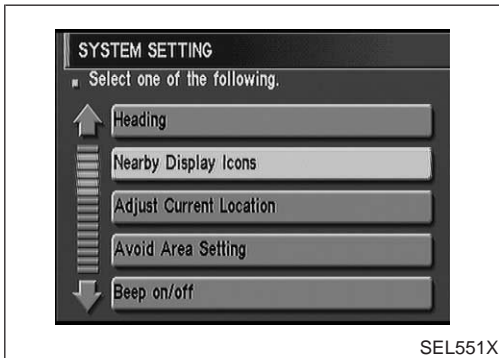 SYSTEM SETTING
Select one of the following.
Heading
Nearby Display Icons
Adjust Current Location
Avoid Area Setting
Beep on/off
SEL551X